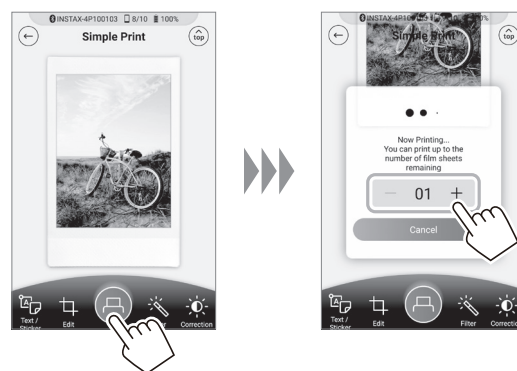 INSTAX-4P100103 8/10 100%
Simple Print
top
Text /
Sticker
Edit
Correction
Simple Print
top
Now Printing...
You can print up to the
number of film sheets
remaining
01
Cancel
Text /
Sticker
Edit
Filter